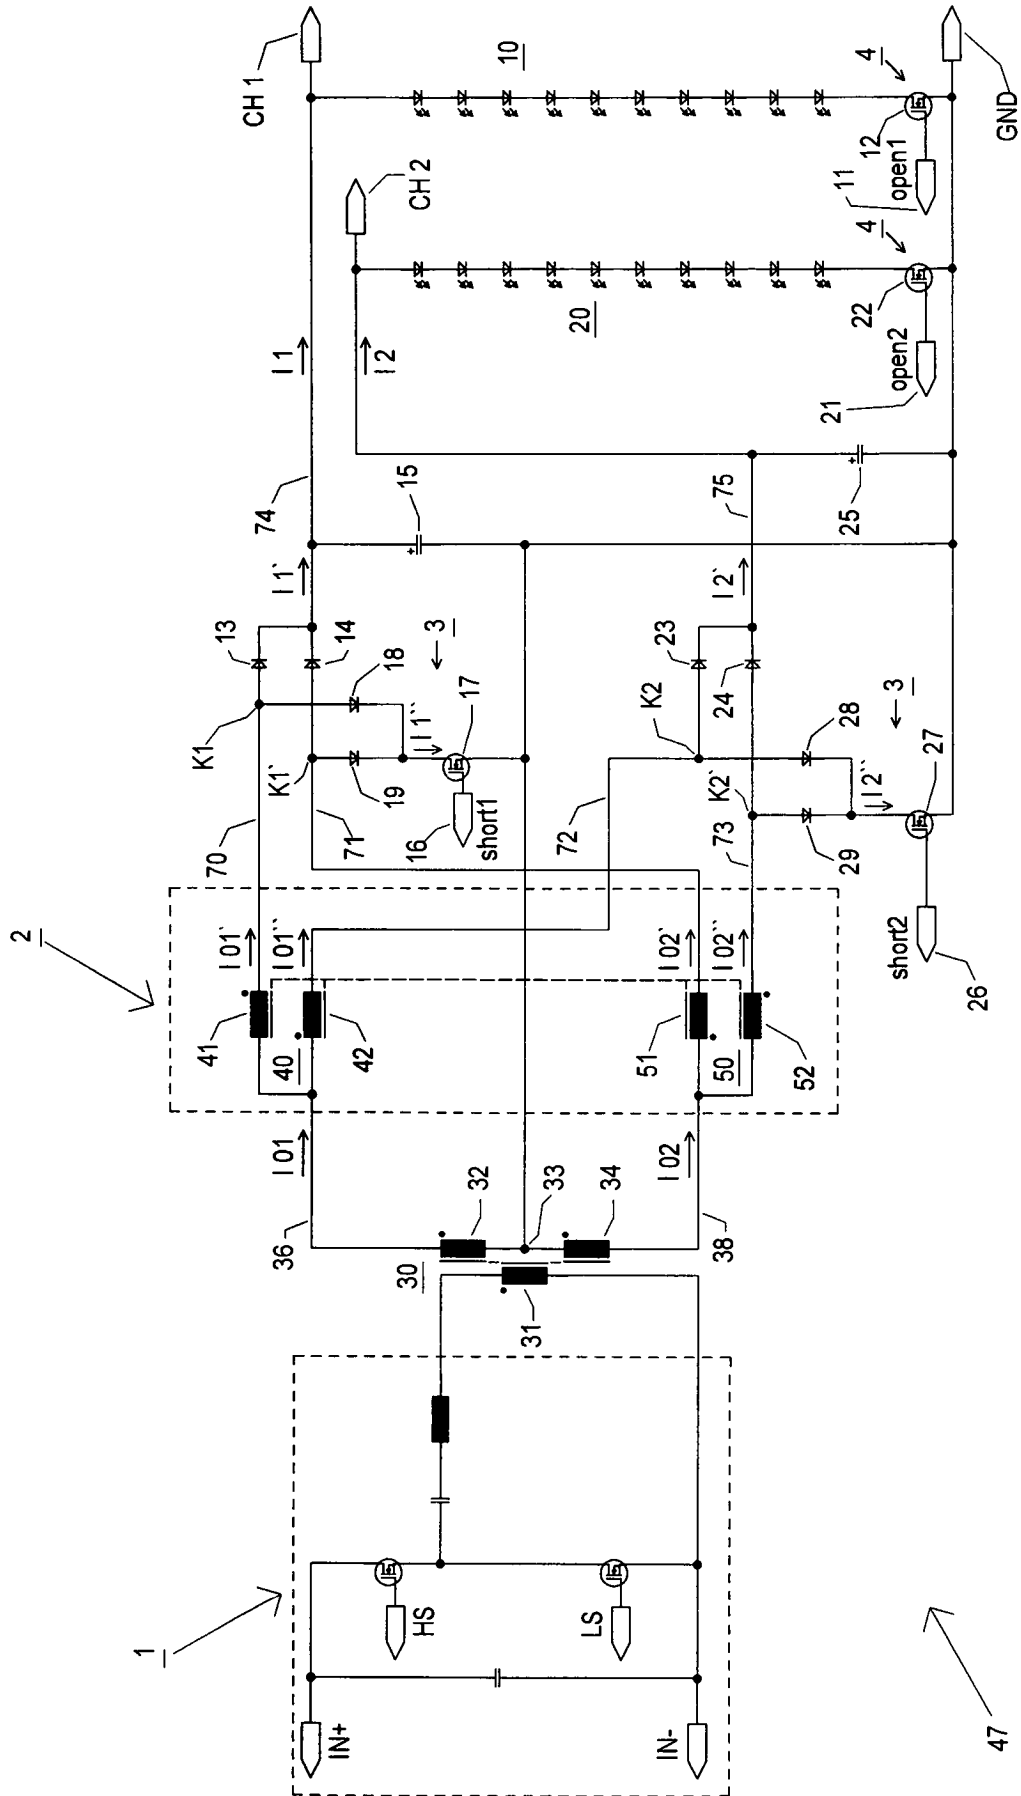 2
1
47
IN+
IN-
HS
LS
30
31
32
33
34
36
38
I 01
I 02
40
41
42
50
51
52
I 01`
I 01``
I 02`
I 02``
70
71
72
73
K1
K1`
K2
K2`
13
14
18
19
3
17
I 1``
16
short1
23
24
28
29
3
27
I 2``
short2
26
I 1`
I 2`
74
75
15
25
I 1
I 2
CH 1
CH 2
10
20
4
12
open1
11
4
22
open2
21
GND